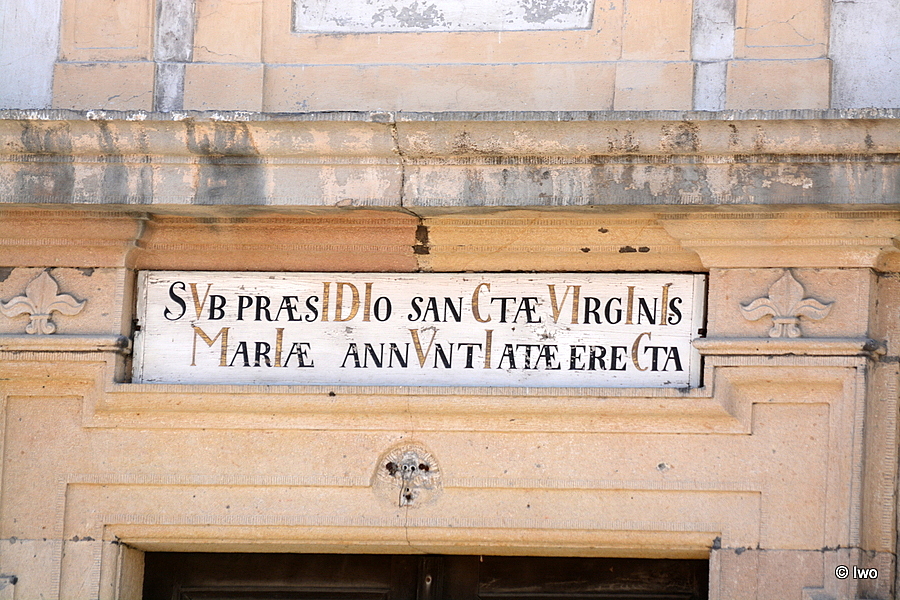 SVB PRÆSIDIO SANCTÆ VIRGINIS
MARIÆ ANNVNTIATÆ ERECTA
© Iwo